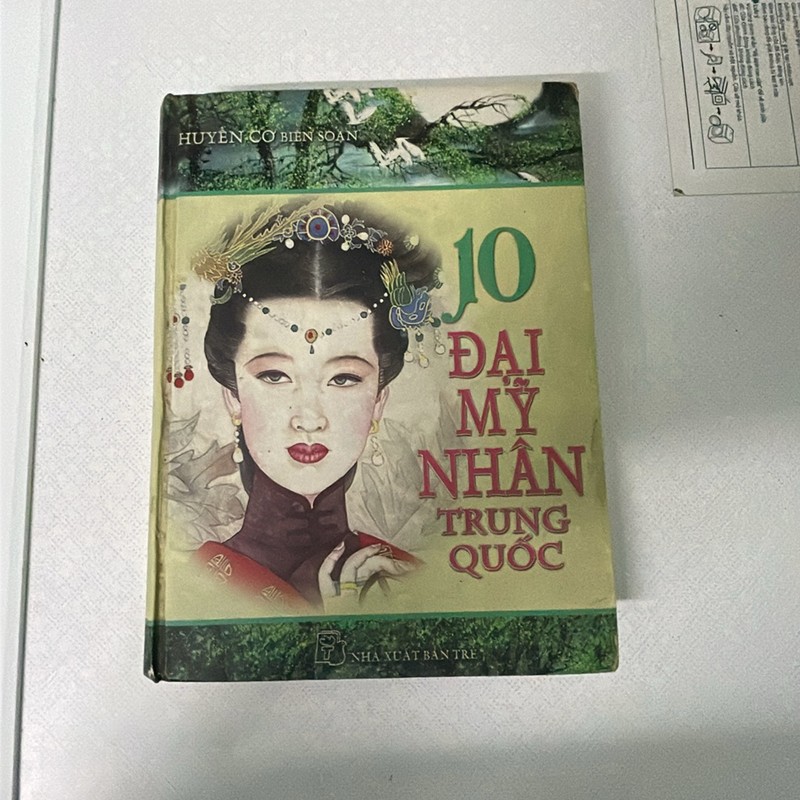 HUYỀN CƠ BIÊN SOẠN
10
ĐẠI
MỸ
NHÂN
TRUNG
QUỐC
NHÀ XUẤT BẢN TRẺ